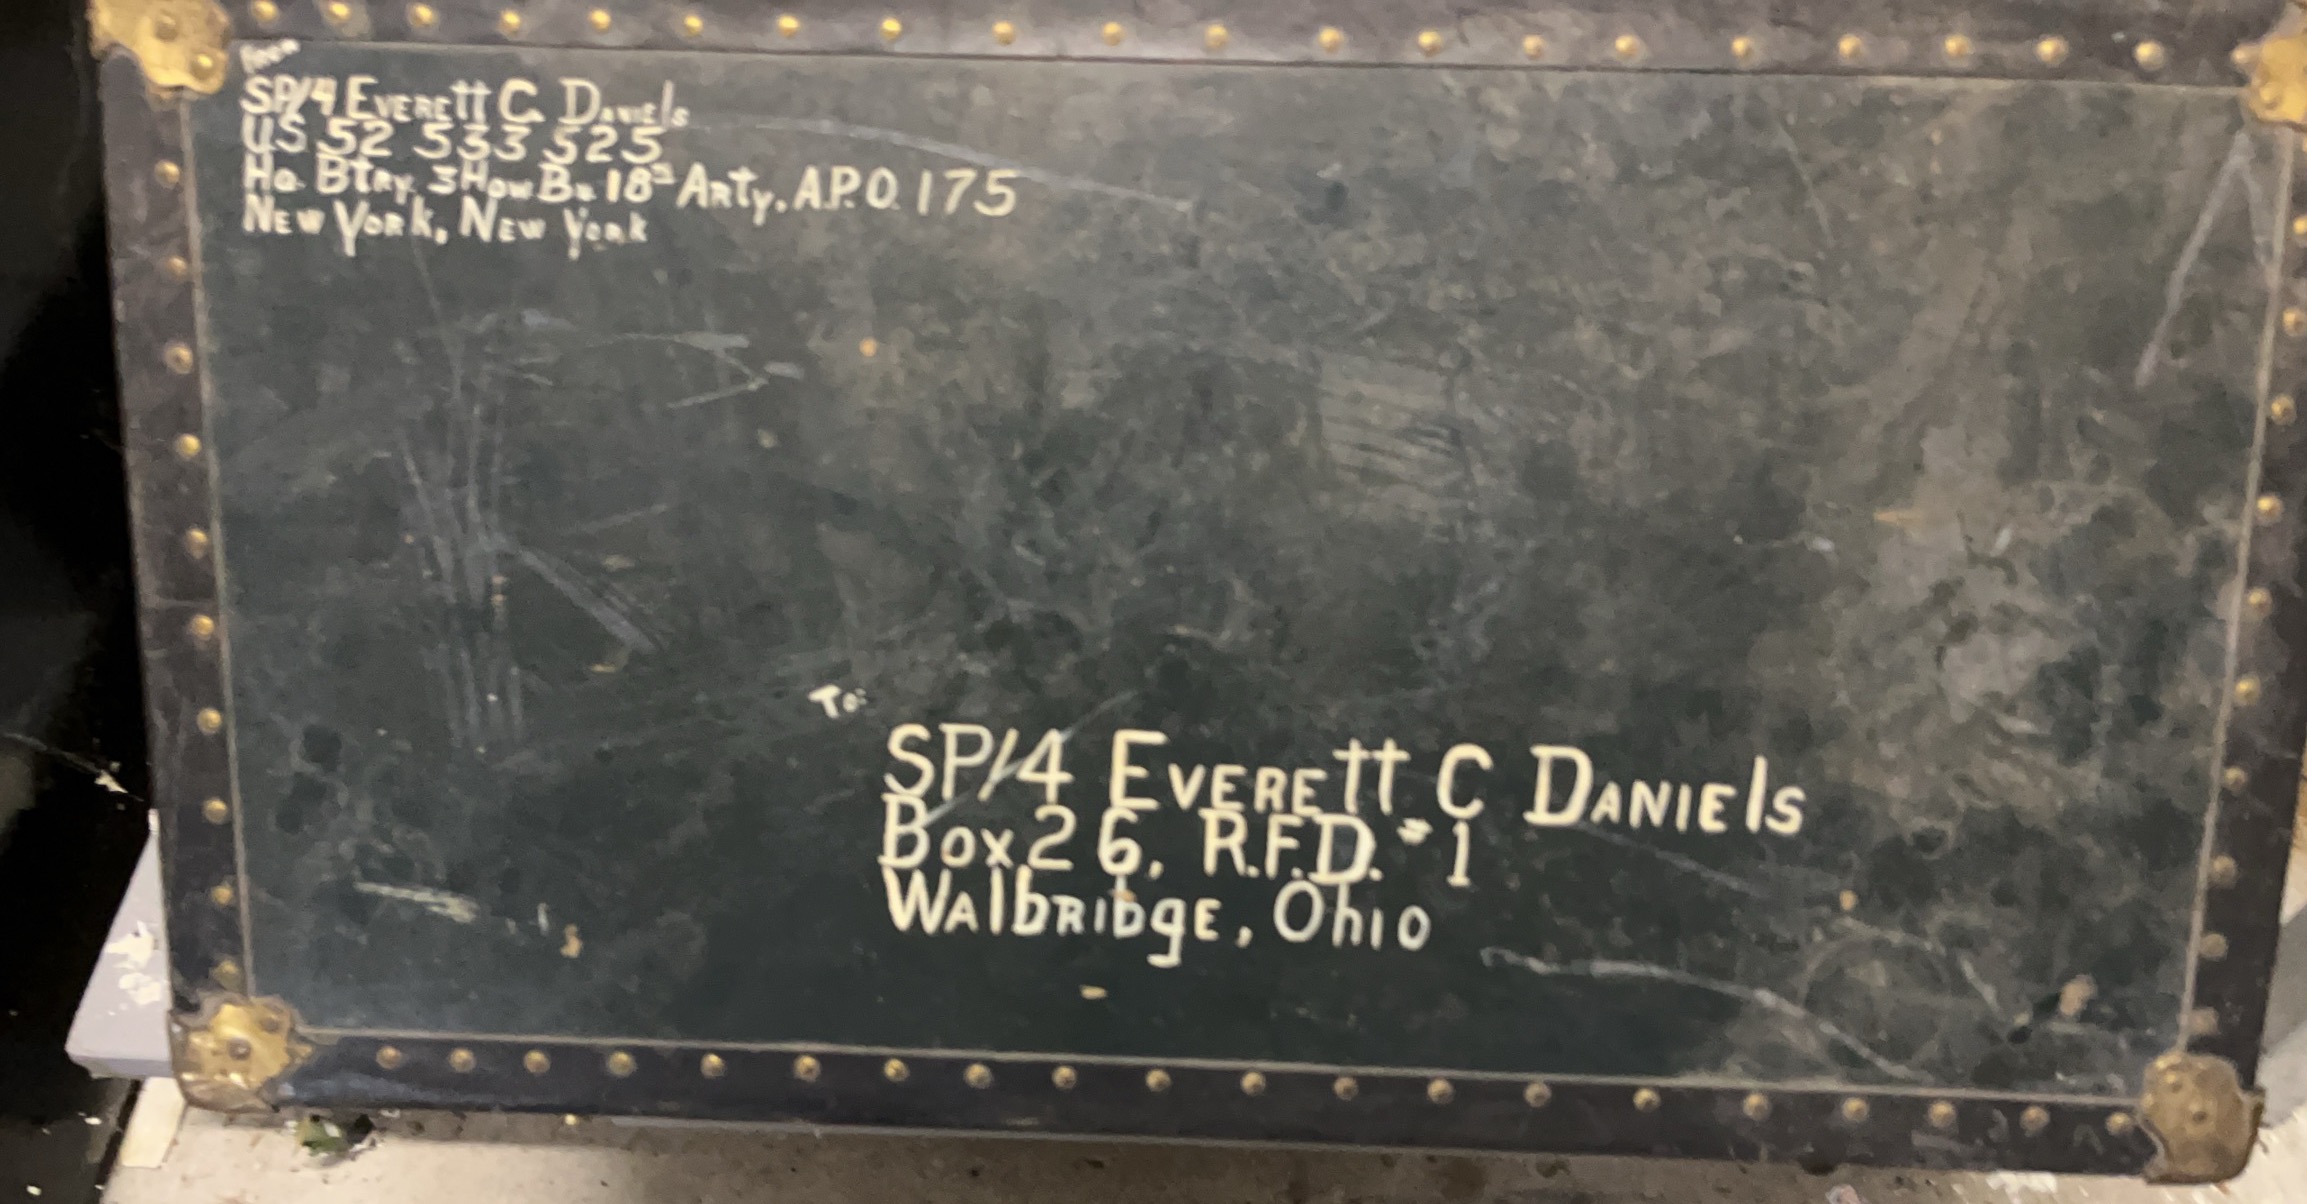 From
SP/4 Everett C. Daniels
US 52 533 525
Hq. Btry. 3 How Bn 18th Arty. A.P.O. 175
New York, New York
To:
SP/4 Everett C Daniels
Box 26, R.F.D. #1
Walbridge, Ohio